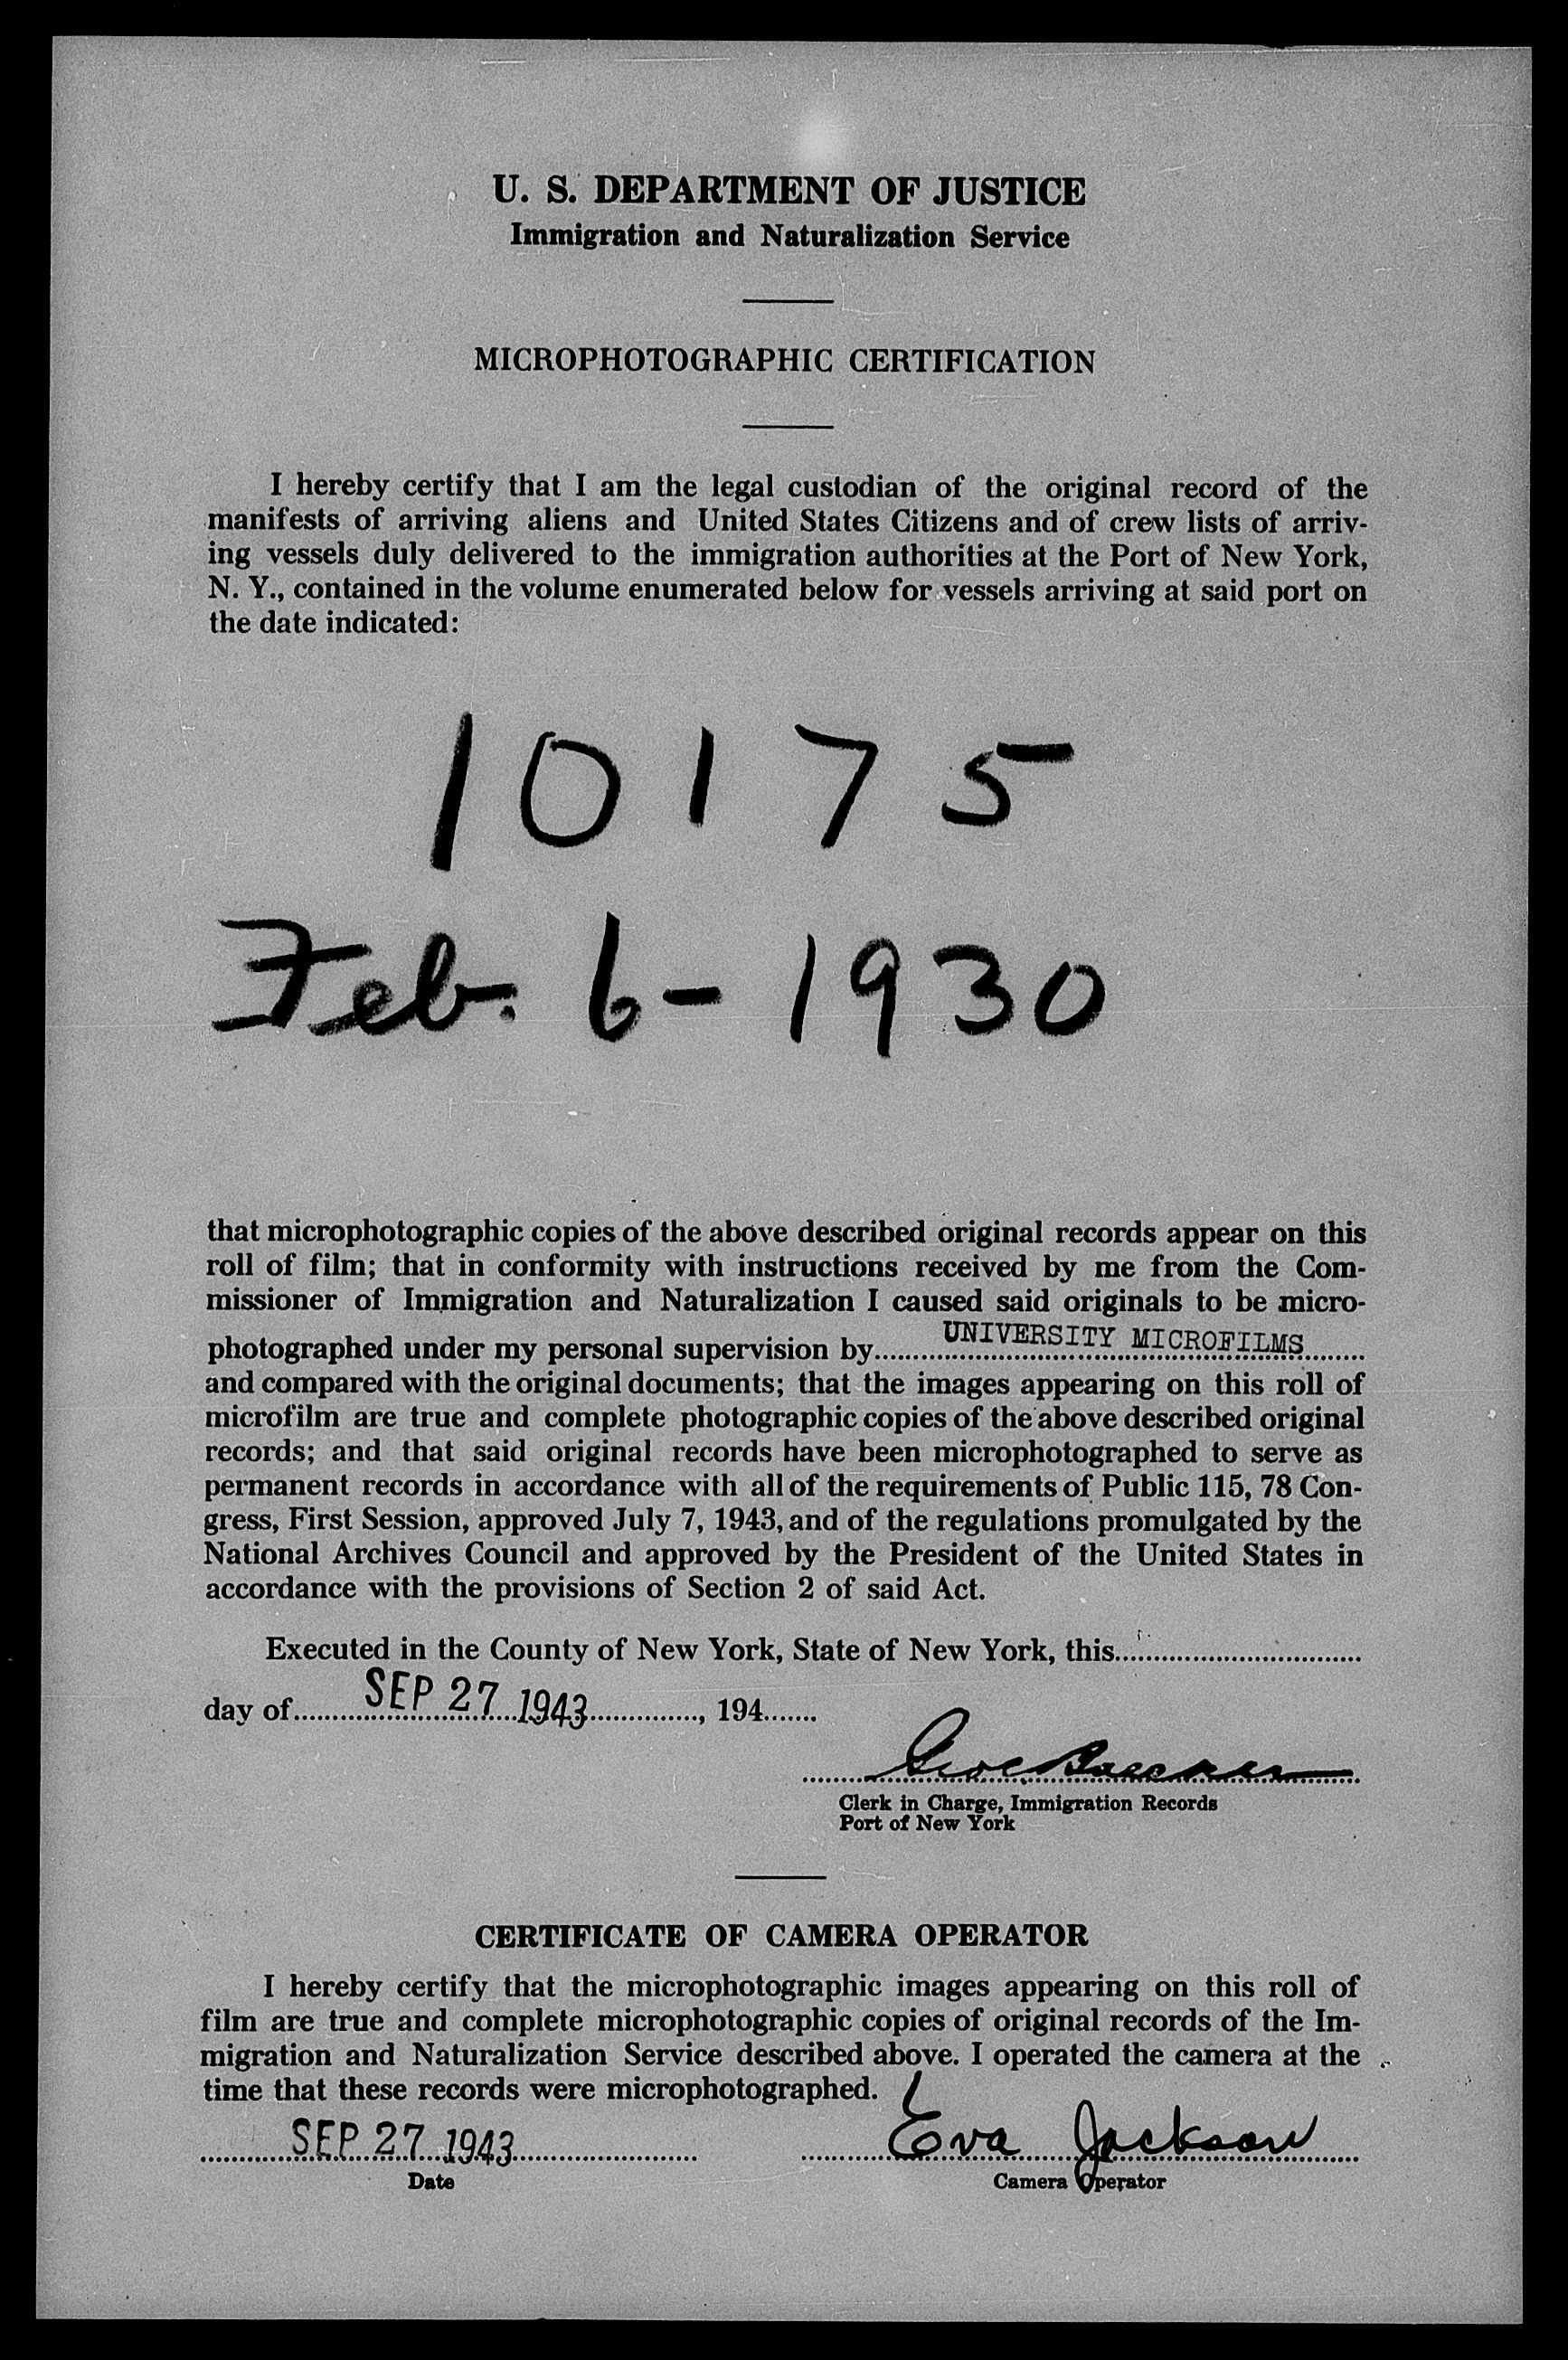 U. S. DEPARTMENT OF JUSTICE
Immigration and Naturalization Service
MICROPHOTOGRAPHIC CERTIFICATION
I hereby certify that I am the legal custodian of the original record of the
manifests of arriving aliens and United States Citizens and of crew lists of arriv-
ing vessels duly delivered to the immigration authorities at the Port of New York,
N. Y., contained in the volume enumerated below for vessels arriving at said port on
the date indicated:
10175
Feb. 6-1930
that microphotographic copies of the above described original records appear on this
roll of film; that in conformity with instructions received by me from the Com-
missioner of Immigration and Naturalization I caused said originals to be micro-
photographed under my personal supervision by UNIVERSITY MICROFILMS
and compared with the original documents; that the images appearing on this roll of
microfilm are true and complete photographic copies of the above described original
records; and that said original records have been microphotographed to serve as
permanent records in accordance with all of the requirements of Public 115, 78 Con-
gress, First Session, approved July 7, 1943, and of the regulations promulgated by the
National Archives Council and approved by the President of the United States in
accordance with the provisions of Section 2 of said Act.
Executed in the County of New York, State of New York, this
day of SEP 27 1943, 194
Clerk in Charge, Immigration Records
Port of New York
CERTIFICATE OF CAMERA OPERATOR
I hereby certify that the microphotographic images appearing on this roll of
film are true and complete microphotographic copies of original records of the Im-
migration and Naturalization Service described above. I operated the camera at the
time that these records were microphotographed.
SEP 27 1943 Eva Jackson
Date Camera Operator